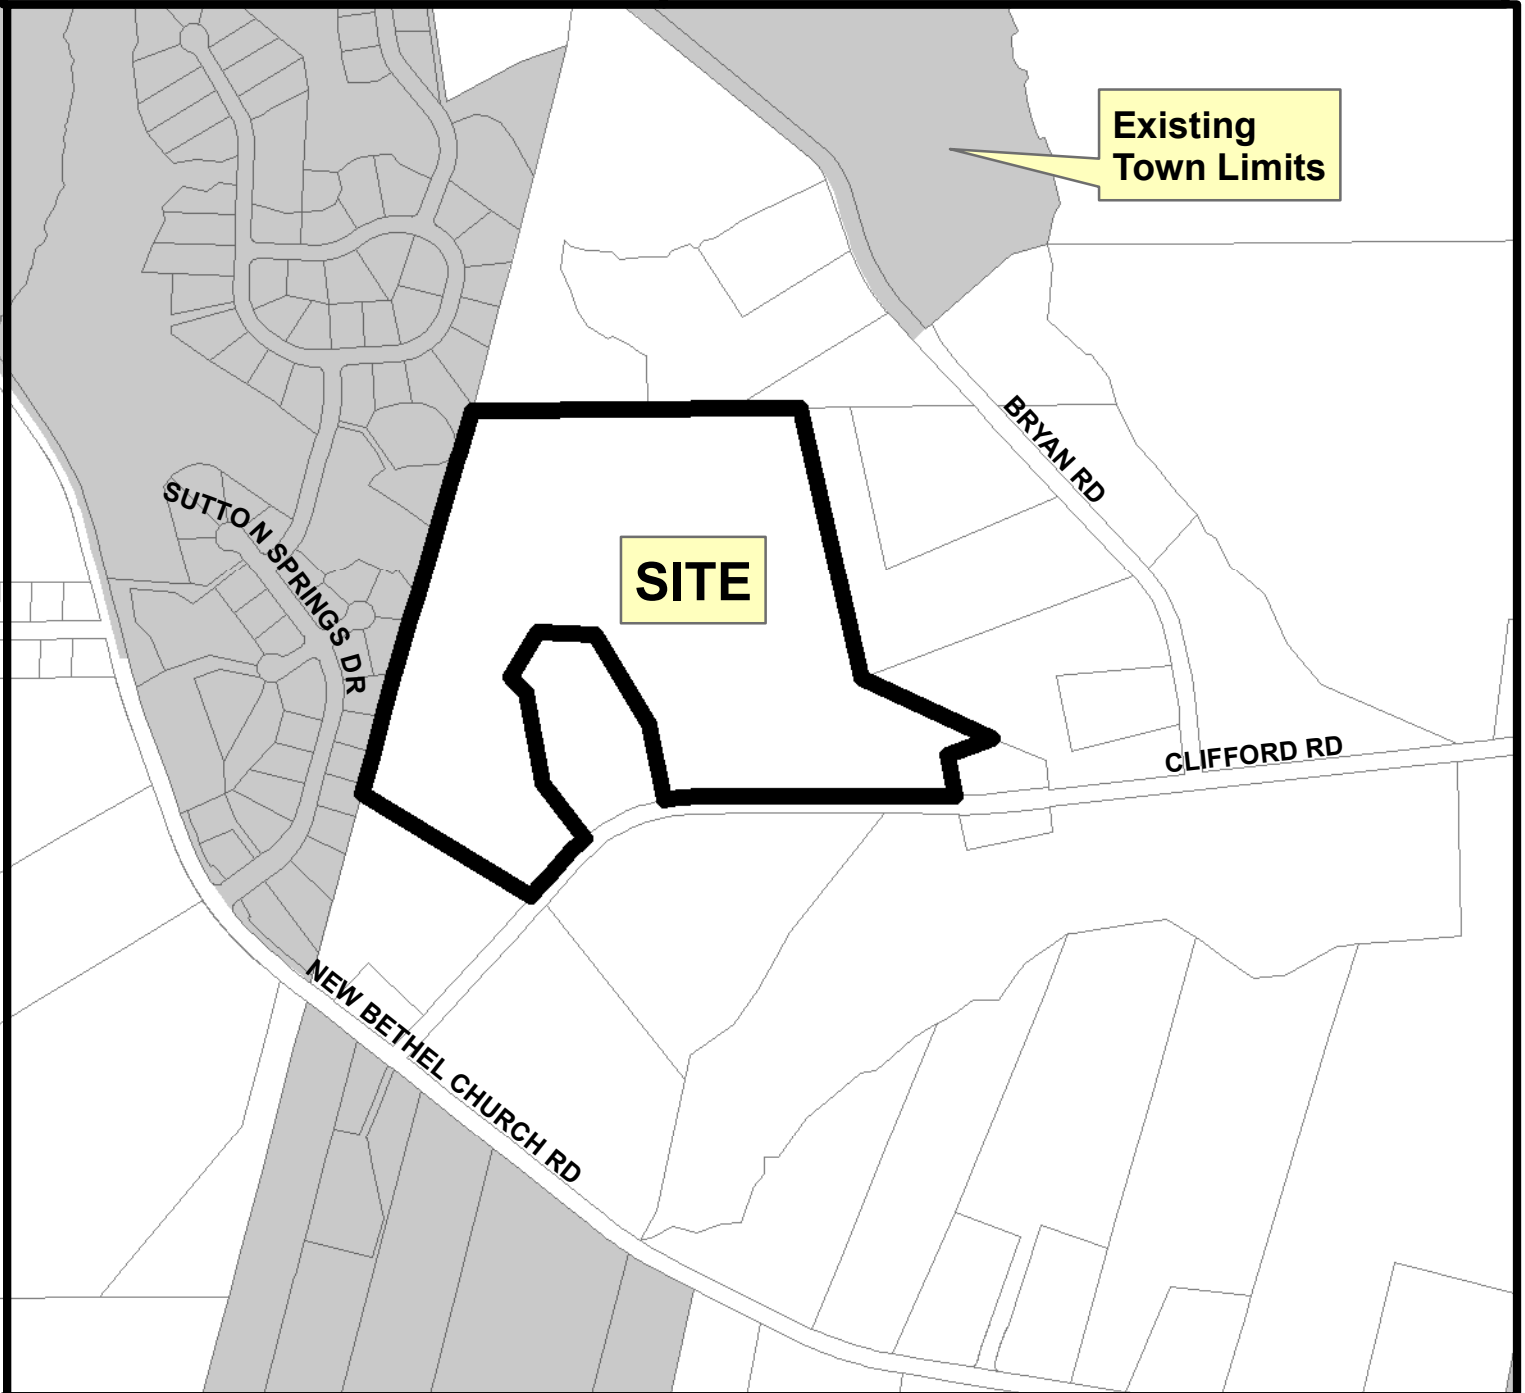 Existing
Town Limits
BRYAN RD
SUTTON SPRINGS DR
SITE
CLIFFORD RD
NEW BETHEL CHURCH RD